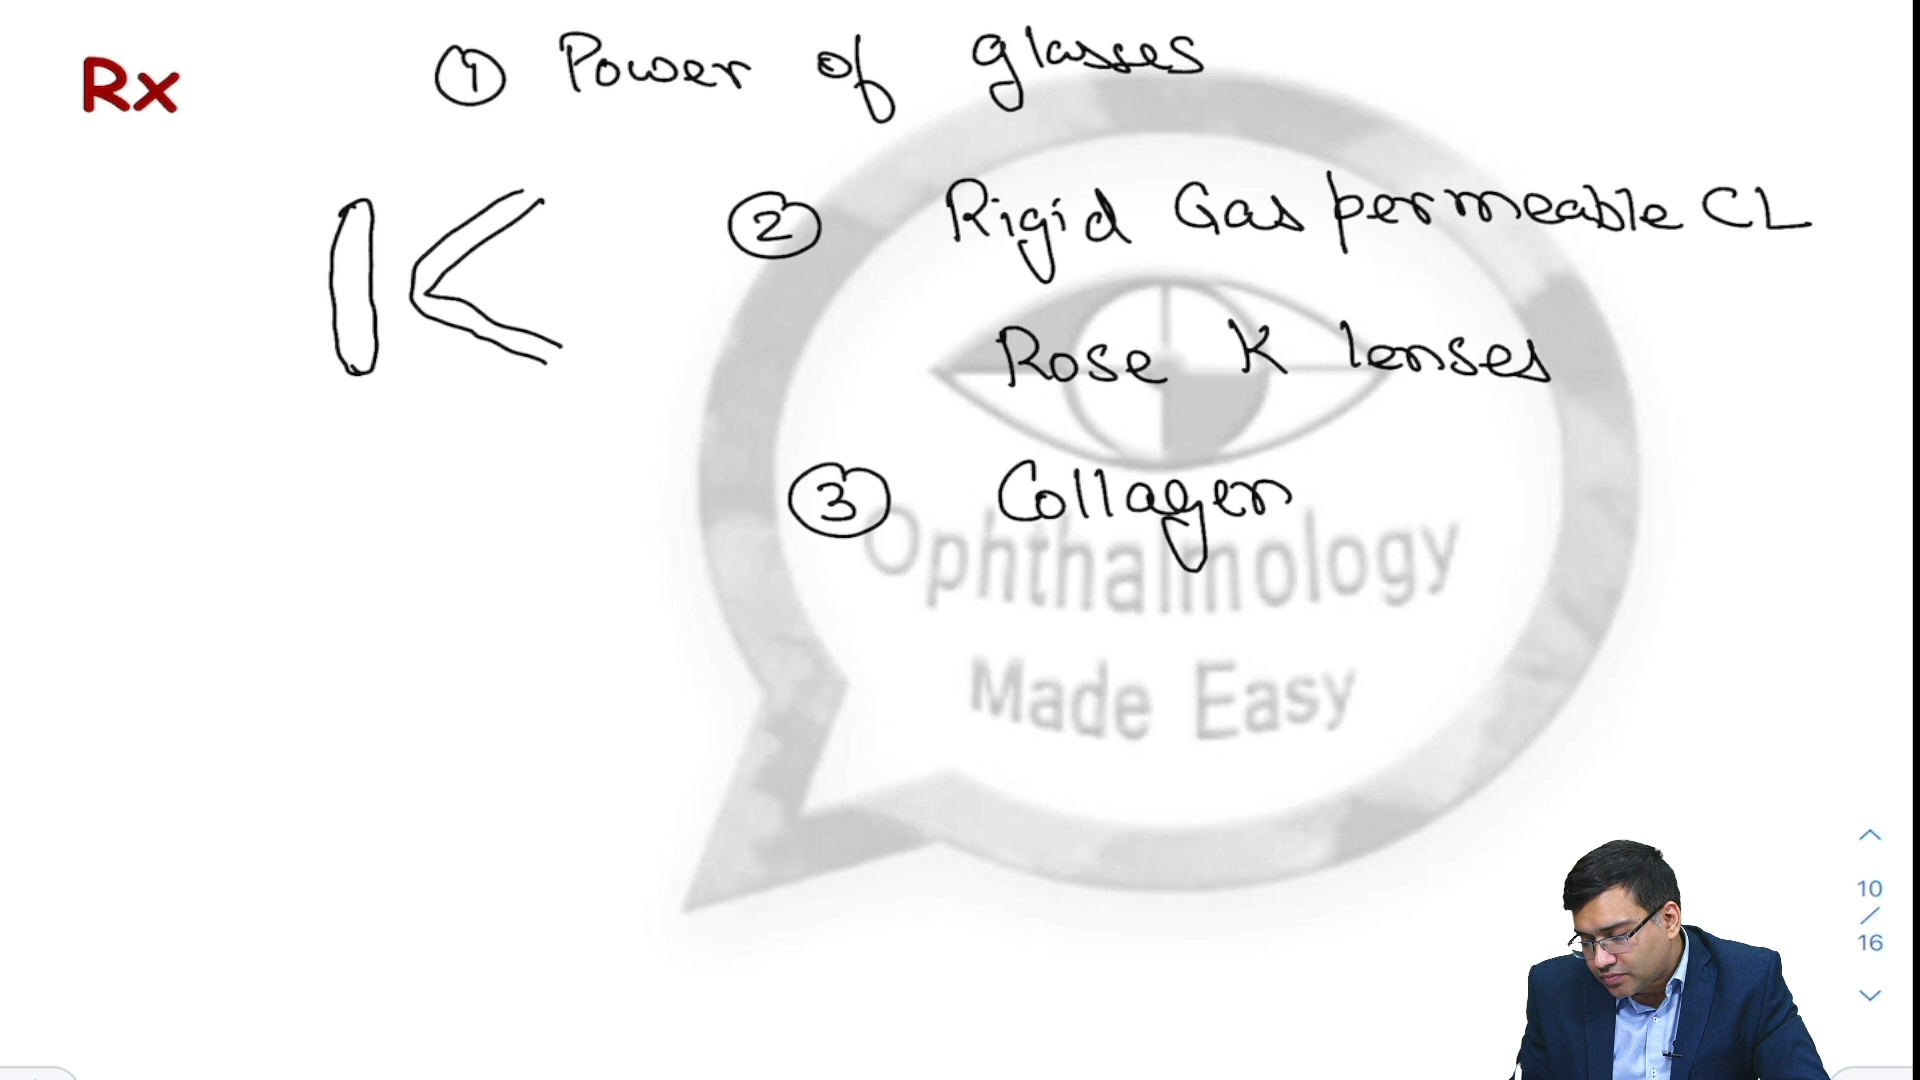 Rx
① Power of glasses
② Rigid Gas permeable CL
Rose K lenses
③ Collagen
Ophthalmology
Made Easy
10
/
16